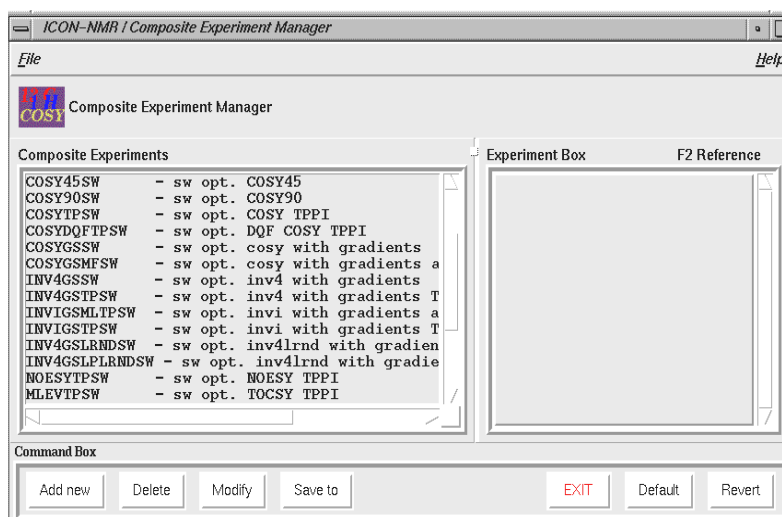 ICON-NMR / Composite Experiment Manager
File Help
COSY Composite Experiment Manager
Composite Experiments
COSY45SW - sw opt. COSY45
COSY90SW - sw opt. COSY90
COSYTPSW - sw opt. COSY TPPI
COSYDQFTPSW - sw opt. DQF COSY TPPI
COSYGSSW - sw opt. cosy with gradients
COSYGSMFSW - sw opt. cosy with gradients a
INV4GSSW - sw opt. inv4 with gradients
INV4GSTPSW - sw opt. inv4 with gradients T
INVIGSMLTPSW - sw opt. invi with gradients a
INVIGSTPSW - sw opt. invi with gradients T
INV4GSLRNDSW - sw opt. inv4lrnd with gradien
INV4GSLPLRNDSW - sw opt. inv4lrnd with gradie
NOESYTPSW - sw opt. NOESY TPPI
MLEVTPSW - sw opt. TOCSY TPPI
Experiment Box F2 Reference
Command Box
Add new Delete Modify Save to EXIT Default Revert